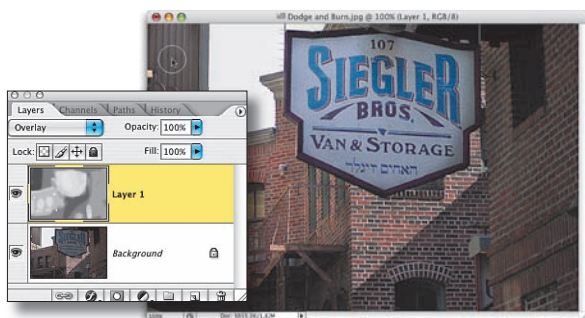 Dodge and Burn.jpg @ 100% (Layer 1, RGB/8)
107
SIEGLER
BROS.
VAN & STORAGE
Layers Channels Paths History
Overlay Opacity: 100%
Lock: Fill: 100%
Layer 1
Background